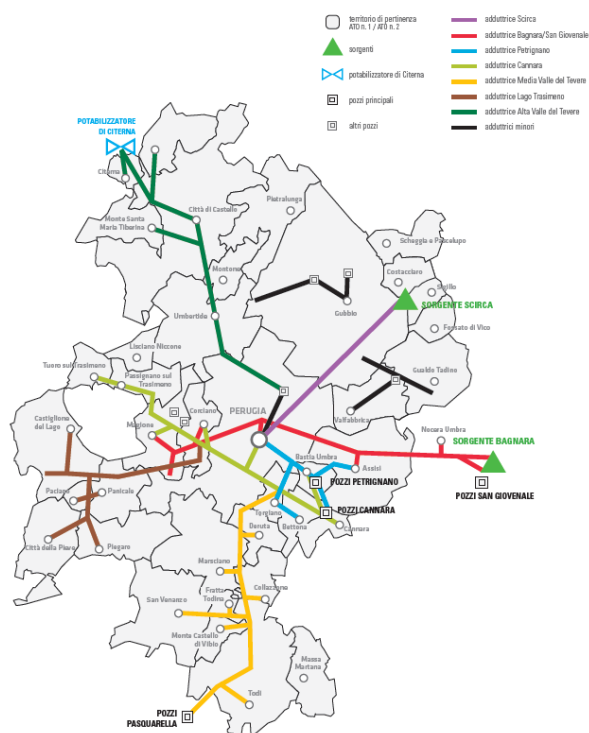 territorio di pertinenza
ATO n. 1 / ATO n. 2
sorgenti
potabilizzatore di Citerna
pozzi principali
altri pozzi
adduttrice Scirca
adduttrice Bagnara/San Giovenale
adduttrice Petrignano
adduttrice Cannara
adduttrice Media Valle del Tevere
adduttrice Lago Trasimeno
adduttrice Alta Valle del Tevere
adduttrici minori
POTABILIZZATORE
DI CITERNA
Citerna
Città di Castello
Pietralunga
Monte Santa
Maria Tiberina
Scheggia e Pascelupo
Montone
Costacciaro
Sigillo
SORGENTE SCIRCA
Umbertide
Gubbio
Fossato di Vico
Lisciano Niccone
Tuoro sul Trasimeno
Passignano sul
Trasimeno
Gualdo Tadino
Castiglione
del Lago
Corciano
PERUGIA
Valfabbrica
Magione
Nocera Umbra
SORGENTE BAGNARA
Bastia Umbra
Assisi
POZZI PETRIGNANO
POZZI SAN GIOVENALE
Paciano
Panicale
Torgiano
POZZI CANNARA
Bettona
Cannara
Deruta
Città della Pieve
Piegaro
Marsciano
Fratta
Todina
Collazzone
San Venanzo
Monte Castello
di Vibio
Massa
Martana
Todi
POZZI
PASQUARELLA